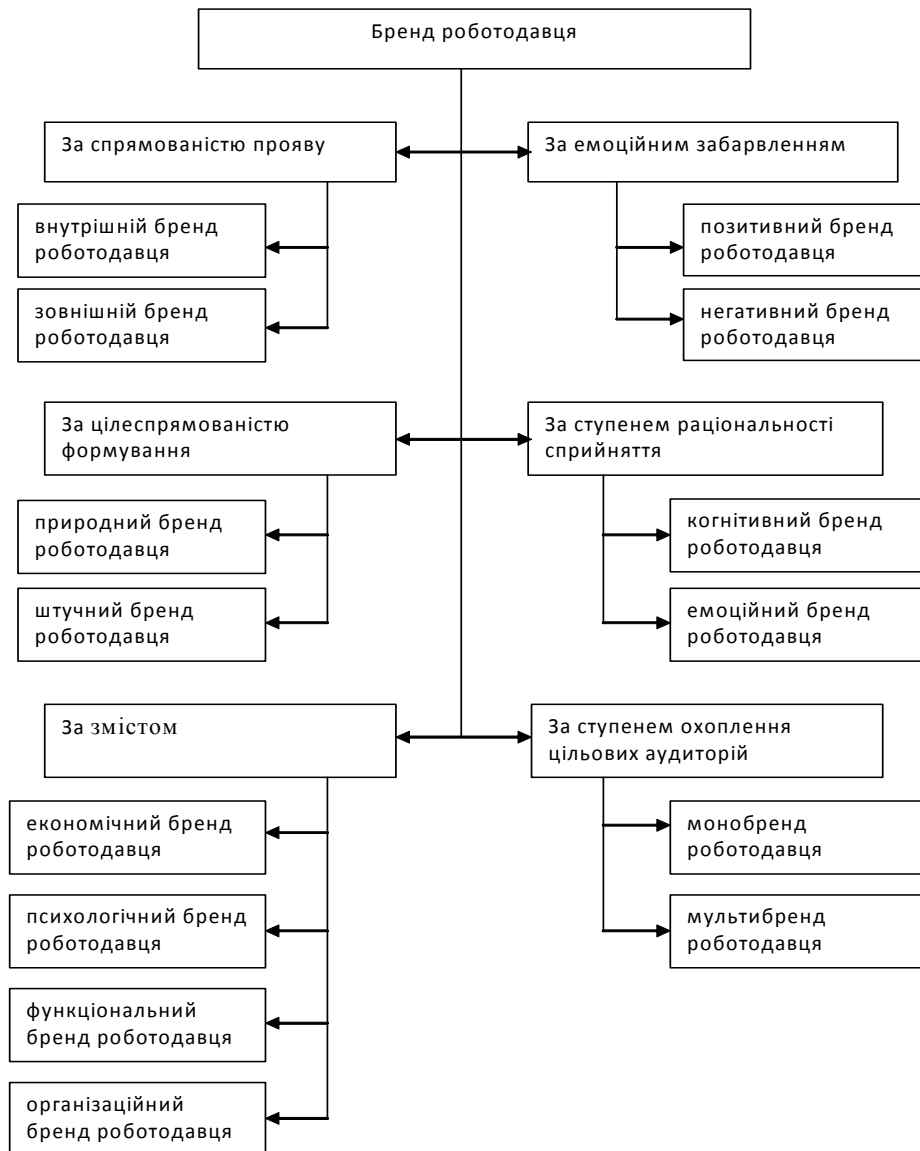 Бренд роботодавця
За спрямованістю прояву
внутрішній бренд
роботодавця
зовнішній бренд
роботодавця
За емоційним забарвленням
позитивний бренд
роботодавця
негативний бренд
роботодавця
За цілеспрямованістю
формування
природний бренд
роботодавця
штучний бренд
роботодавця
За ступенем раціональності
сприйняття
когнітивний бренд
роботодавця
емоційний бренд
роботодавця
За змістом
економічний бренд
роботодавця
психологічний бренд
роботодавця
функціональний
бренд роботодавця
організаційний
бренд роботодавця
За ступенем охоплення
цільових аудиторій
монобренд
роботодавця
мультибренд
роботодавця